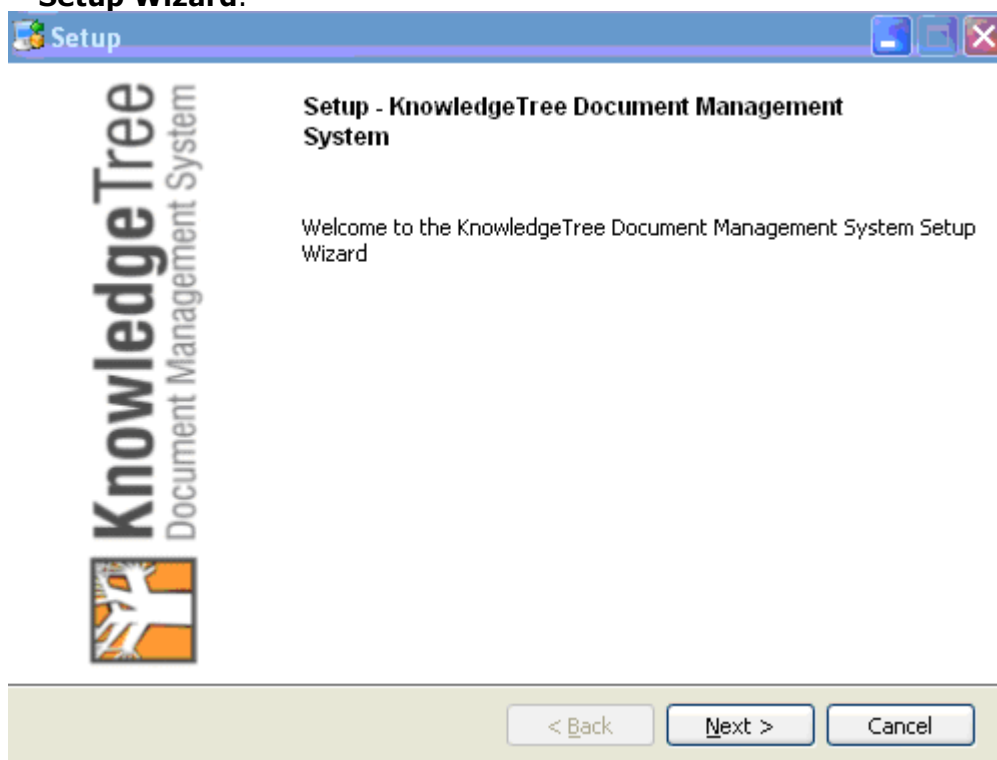 Setup Wizard.
Setup
KnowledgeTree
Document Management System
Setup - KnowledgeTree Document Management
System
Welcome to the KnowledgeTree Document Management System Setup
Wizard
< Back
Next >
Cancel